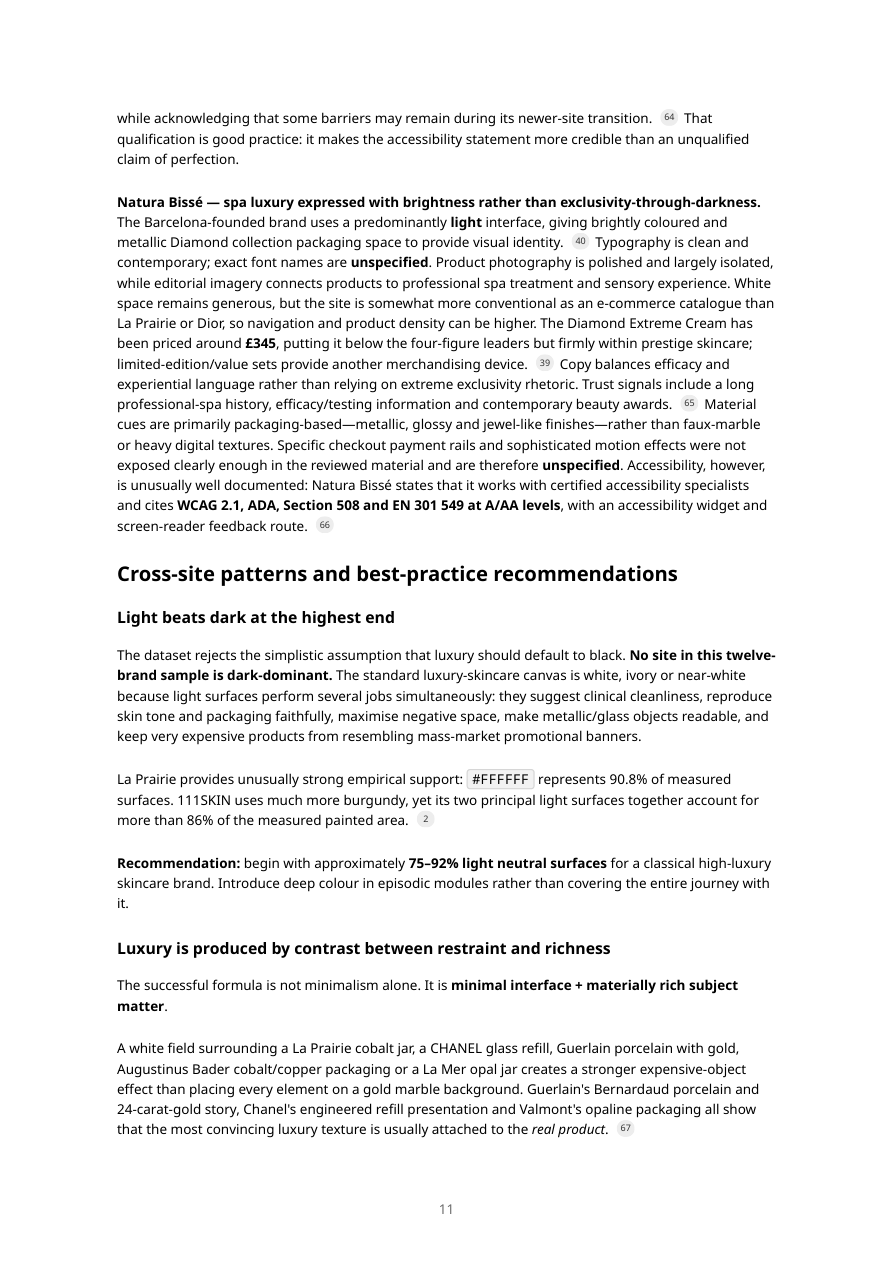 while acknowledging that some barriers may remain during its newer-site transition. 64 That
qualification is good practice: it makes the accessibility statement more credible than an unqualified
claim of perfection.
Natura Bissé — spa luxury expressed with brightness rather than exclusivity-through-darkness.
The Barcelona-founded brand uses a predominantly light interface, giving brightly coloured and
metallic Diamond collection packaging space to provide visual identity. 40 Typography is clean and
contemporary; exact font names are unspecified. Product photography is polished and largely isolated,
while editorial imagery connects products to professional spa treatment and sensory experience. White
space remains generous, but the site is somewhat more conventional as an e-commerce catalogue than
La Prairie or Dior, so navigation and product density can be higher. The Diamond Extreme Cream has
been priced around £345, putting it below the four-figure leaders but firmly within prestige skincare;
limited-edition/value sets provide another merchandising device. 39 Copy balances efficacy and
experiential language rather than relying on extreme exclusivity rhetoric. Trust signals include a long
professional-spa history, efficacy/testing information and contemporary beauty awards. 65 Material
cues are primarily packaging-based—metallic, glossy and jewel-like finishes—rather than faux-marble
or heavy digital textures. Specific checkout payment rails and sophisticated motion effects were not
exposed clearly enough in the reviewed material and are therefore unspecified. Accessibility, however,
is unusually well documented: Natura Bissé states that it works with certified accessibility specialists
and cites WCAG 2.1, ADA, Section 508 and EN 301 549 at A/AA levels, with an accessibility widget and
screen-reader feedback route. 66
Cross-site patterns and best-practice recommendations
Light beats dark at the highest end
The dataset rejects the simplistic assumption that luxury should default to black. No site in this twelve-
brand sample is dark-dominant. The standard luxury-skincare canvas is white, ivory or near-white
because light surfaces perform several jobs simultaneously: they suggest clinical cleanliness, reproduce
skin tone and packaging faithfully, maximise negative space, make metallic/glass objects readable, and
keep very expensive products from resembling mass-market promotional banners.
La Prairie provides unusually strong empirical support: #FFFFFF represents 90.8% of measured
surfaces. 111SKIN uses much more burgundy, yet its two principal light surfaces together account for
more than 86% of the measured painted area. 2
Recommendation: begin with approximately 75–92% light neutral surfaces for a classical high-luxury
skincare brand. Introduce deep colour in episodic modules rather than covering the entire journey with
it.
Luxury is produced by contrast between restraint and richness
The successful formula is not minimalism alone. It is minimal interface + materially rich subject
matter.
A white field surrounding a La Prairie cobalt jar, a CHANEL glass refill, Guerlain porcelain with gold,
Augustinus Bader cobalt/copper packaging or a La Mer opal jar creates a stronger expensive-object
effect than placing every element on a gold marble background. Guerlain's Bernardaud porcelain and
24-carat-gold story, Chanel's engineered refill presentation and Valmont's opaline packaging all show
that the most convincing luxury texture is usually attached to the real product. 67
11